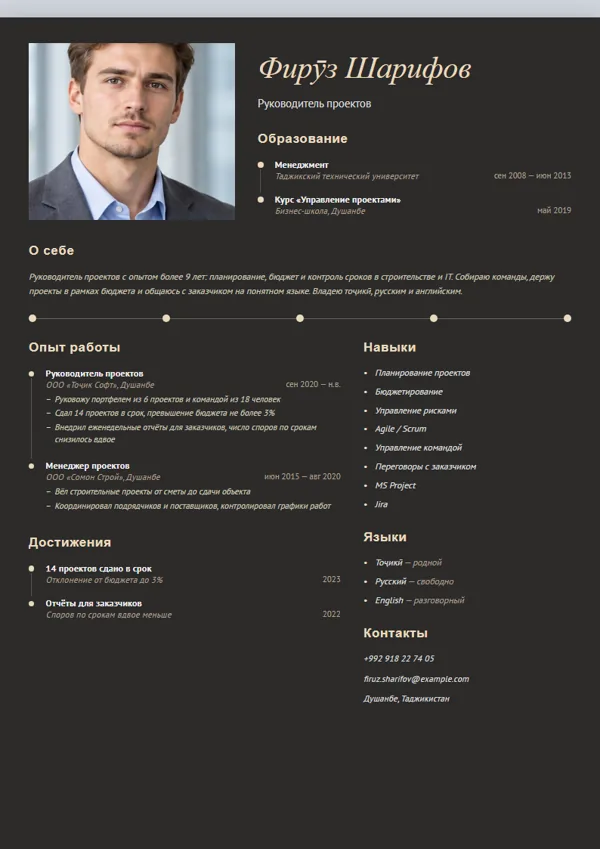 Фирӯз Шарифов
Руководитель проектов
Образование
Менеджмент
Таджикский технический университет
сен 2008 — июн 2013
Курс «Управление проектами»
Бизнес-школа, Душанбе
май 2019
О себе
Руководитель проектов с опытом более 9 лет: планирование, бюджет и контроль сроков в строительстве и IT. Собираю команды, держу
проекты в рамках бюджета и общаюсь с заказчиком на понятном языке. Владею тоҷикӣ, русским и английским.
Опыт работы
Руководитель проектов
ООО «Тоҷик Софт», Душанбе
сен 2020 — н.в.
– Руковожу портфелем из 6 проектов и командой из 18 человек
– Сдал 14 проектов в срок, превышение бюджета не более 3%
– Внедрил еженедельные отчёты для заказчиков, число споров по срокам
снизилось вдвое
Менеджер проектов
ООО «Сомон Строй», Душанбе
июн 2015 — авг 2020
– Вёл строительные проекты от сметы до сдачи объекта
– Координировал подрядчиков и поставщиков, контролировал графики работ
Достижения
14 проектов сдано в срок
Отклонение от бюджета до 3%
2023
Отчёты для заказчиков
Споров по срокам вдвое меньше
2022
Навыки
• Планирование проектов
• Бюджетирование
• Управление рисками
• Agile / Scrum
• Управление командой
• Переговоры с заказчиком
• MS Project
• Jira
Языки
• Тоҷикӣ — родной
• Русский — свободно
• English — разговорный
Контакты
+992 918 22 74 05
firuz.sharifov@example.com
Душанбе, Таджикистан